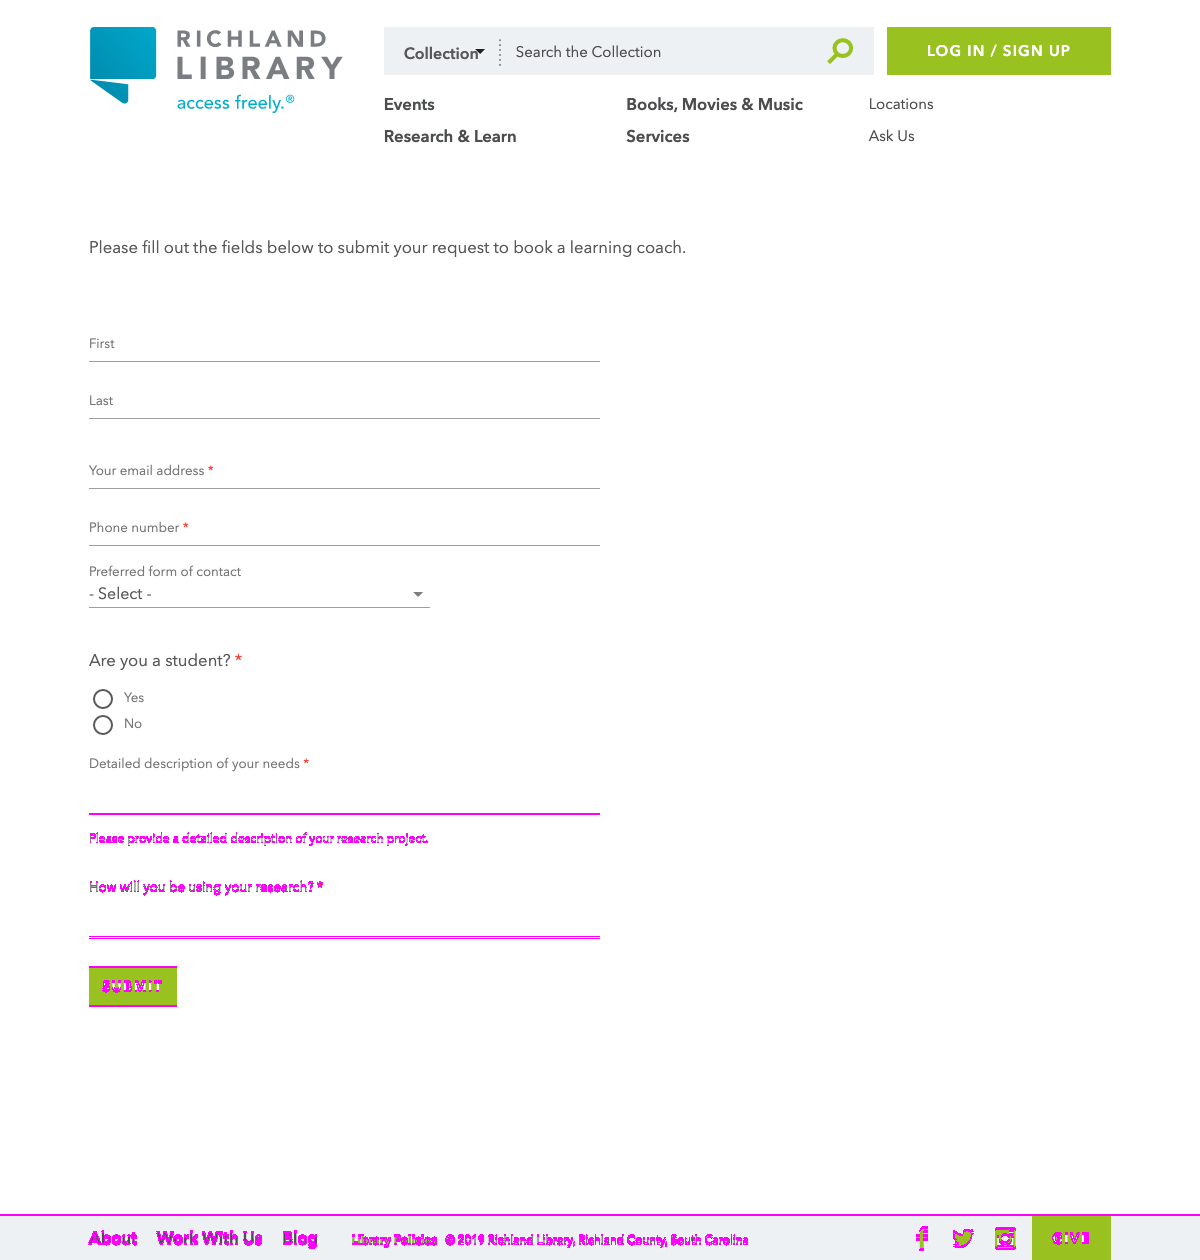 RICHLAND
LIBRARY
access freely.®
Collection
Search the Collection
LOG IN / SIGN UP
Events
Books, Movies & Music
Locations
Research & Learn
Services
Ask Us
Please fill out the fields below to submit your request to book a learning coach.
First
Last
Your email address *
Phone number *
Preferred form of contact
- Select -
Are you a student? *
Yes
No
Detailed description of your needs *
Please provide a detailed description of your research project.
How will you be using your research? *
SUBMIT
About Work With Us Blog Library Policies © 2019 Richland Library, Richland County, South Carolina
GIVE